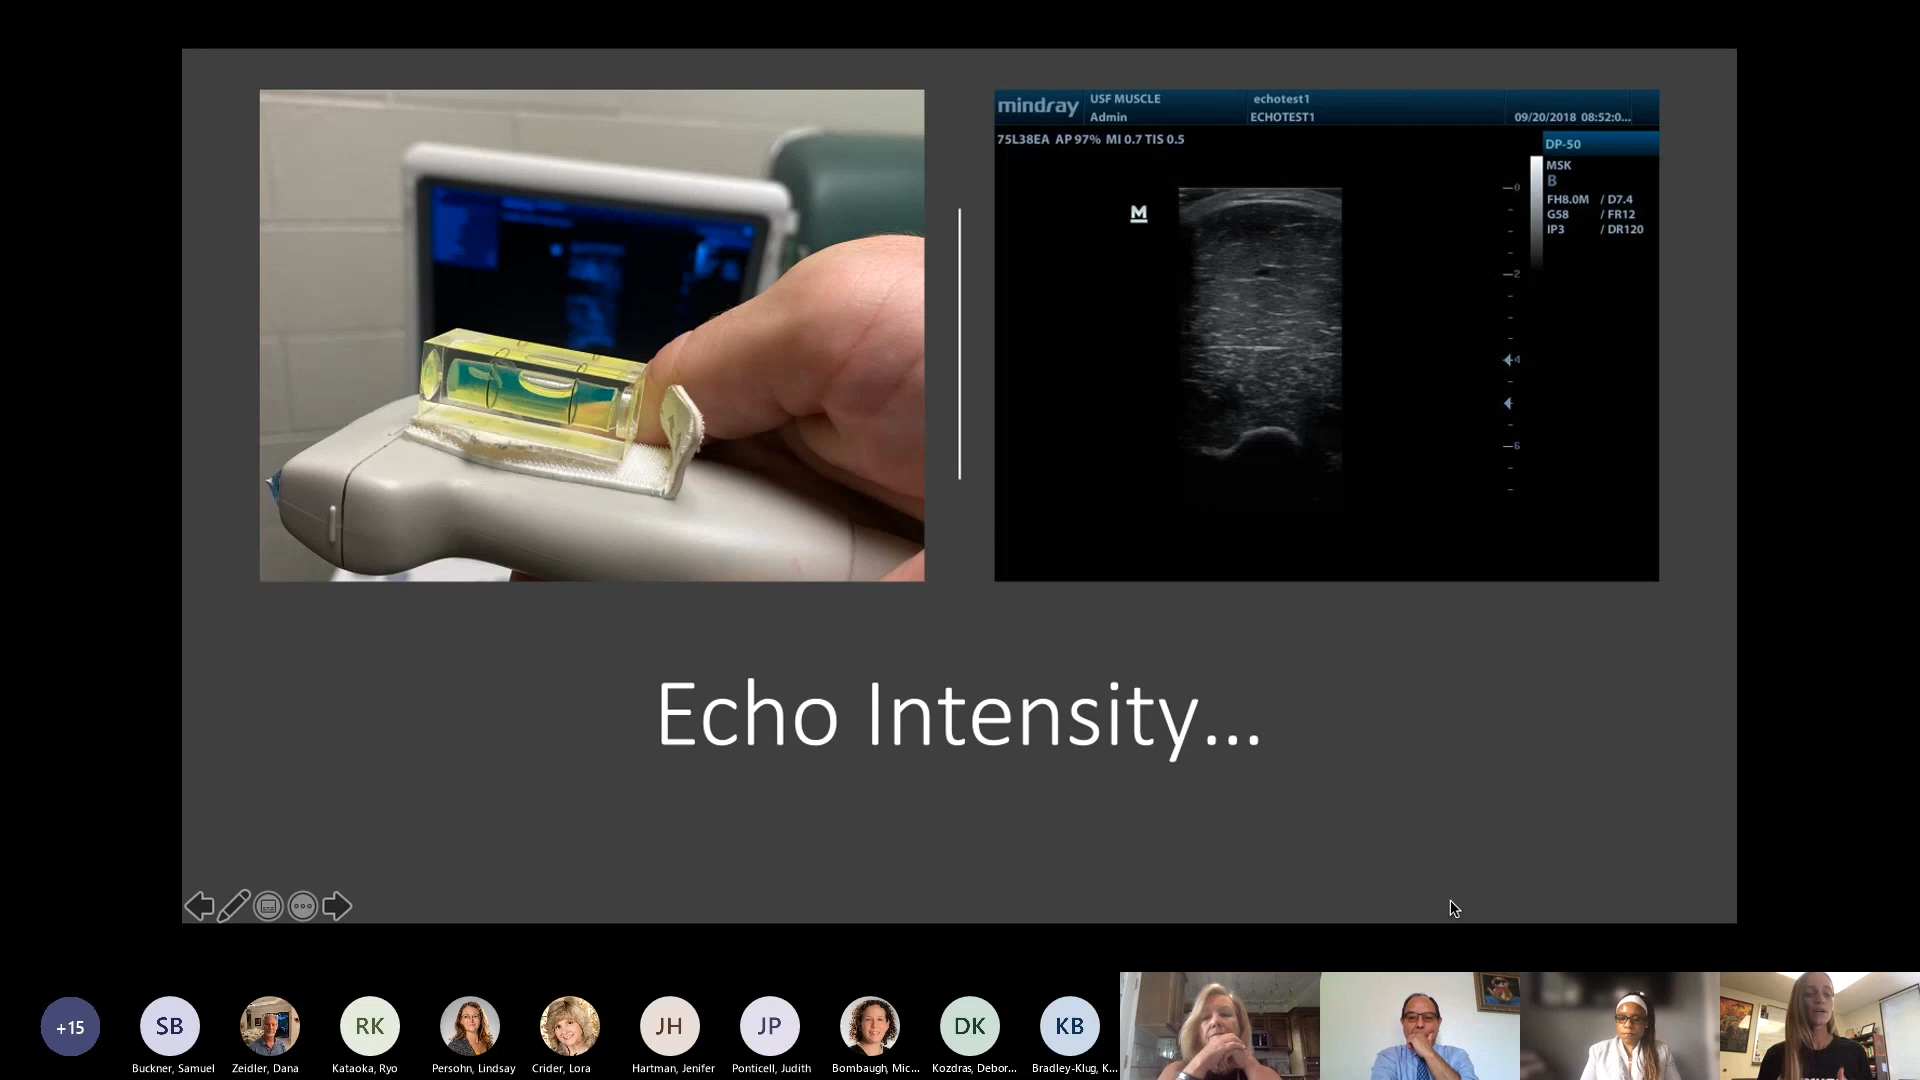 mindray
USF MUSCLE
echotest1
Admin
ECHOTEST1
09/20/2018 08:52:0...
75L38EA AP 97% MI 0.7 TIS 0.5
DP-50
MSK
B
FH8.0M / D7.4
G58 / FR12
IP3 / DR120
M
0
2
4
6
Echo Intensity...
+15
SB
RK
JH
JP
DK
KB
Buckner, Samuel
Zeidler, Dana
Kataoka, Ryo
Persohn, Lindsay
Crider, Lora
Hartman, Jenifer
Ponticell, Judith
Bombaugh, Mic...
Kozdras, Debor...
Bradley-Klug, K...